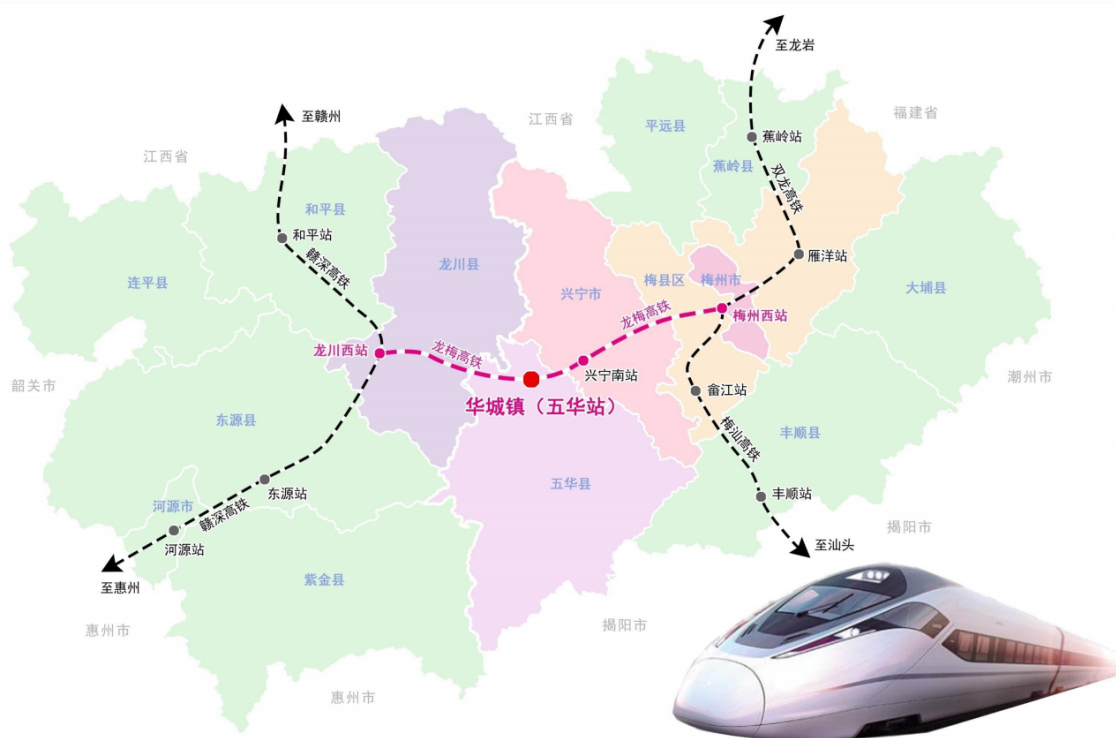 至龙岩
至赣州
江西省
平远县
福建省
蕉岭站
江西省
蕉岭县
双龙高铁
和平县
和平站
赣深高铁
龙川县
雁洋站
连平县
兴宁市
梅县区
梅州市
大埔县
龙梅高铁
梅州西站
龙川西站
龙梅高铁
兴宁南站
韶关市
潮州市
畲江站
华城镇（五华站）
东源县
梅汕高铁
丰顺县
五华县
东源站
丰顺站
河源市
赣深高铁
河源站
揭阳市
至汕头
至惠州
紫金县
惠州市
揭阳市
惠州市